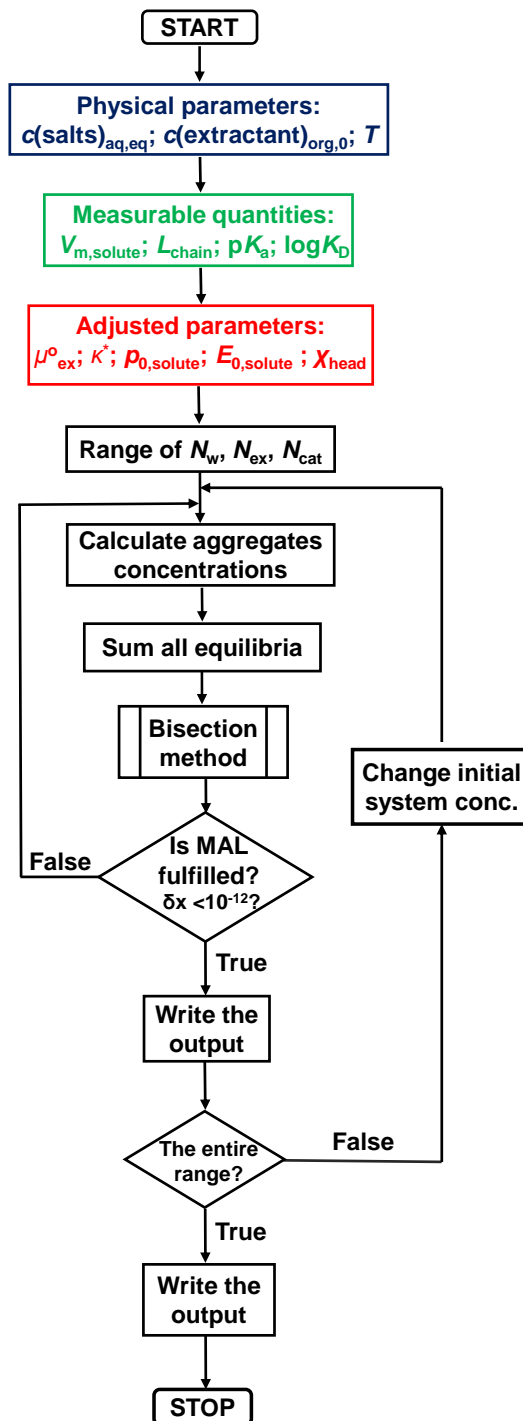 START
Physical parameters:
c(salts)aq,eq; c(extractant)org,0; T
Measurable quantities:
Vm,solute; Lchain; pKa; logKD
Adjusted parameters:
μºex; κ*; p0,solute; E0,solute ; χhead
Range of Nw, Nex, Ncat
Calculate aggregates
concentrations
Sum all equilibria
Bisection
method
Change initial
system conc.
False
Is MAL
fulfilled?
δx <10⁻¹²?
True
Write the
output
The entire
range?
False
True
Write the
output
STOP